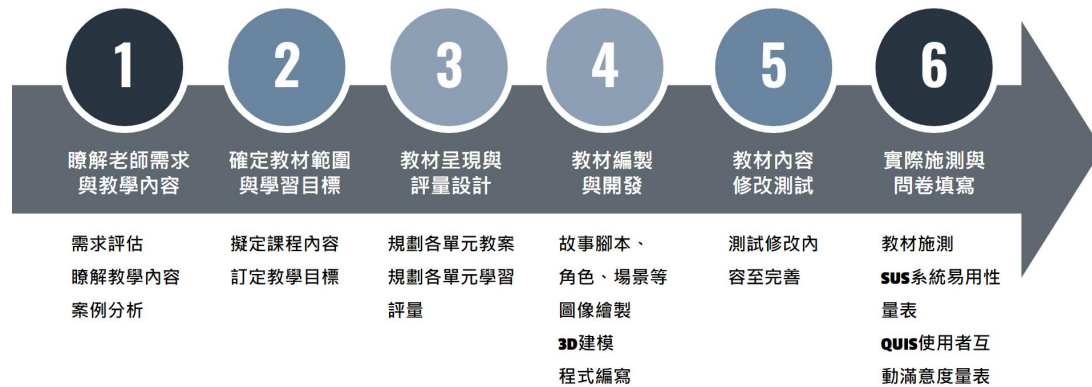 1
瞭解老師需求
與教學內容
需求評估
瞭解教學內容
案例分析
2
確定教材範圍
與學習目標
擬定課程內容
訂定教學目標
3
教材呈現與
評量設計
規劃各單元教案
規劃各單元學習
評量
4
教材編製
與開發
故事腳本、
角色、場景等
圖像繪製
3D建模
程式編寫
5
教材內容
修改測試
測試修改內
容至完善
6
實際施測與
問卷填寫
教材施測
SUS系統易用性
量表
QUIS使用者互
動滿意度量表